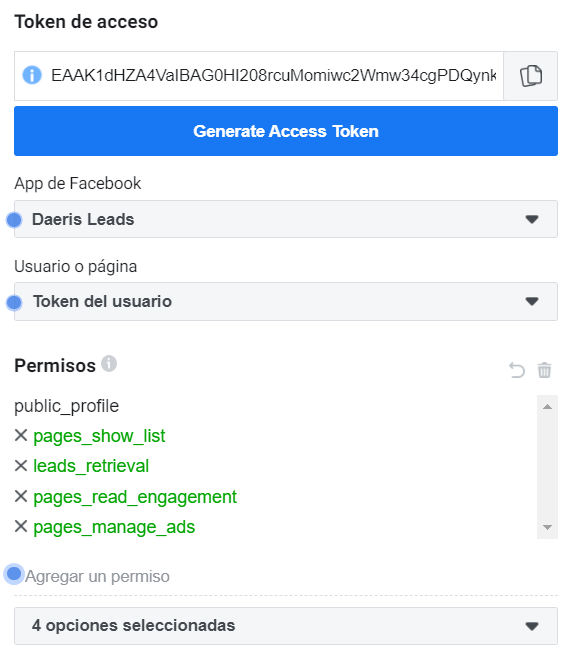 Token de acceso
EAAK1dHZA4VaIBAG0HI208rcuMomiwc2Wmw34cgPDQynk
Generate Access Token
App de Facebook
Daeris Leads
Usuario o página
Token del usuario
Permisos
public_profile
pages_show_list
leads_retrieval
pages_read_engagement
pages_manage_ads
Agregar un permiso
4 opciones seleccionadas